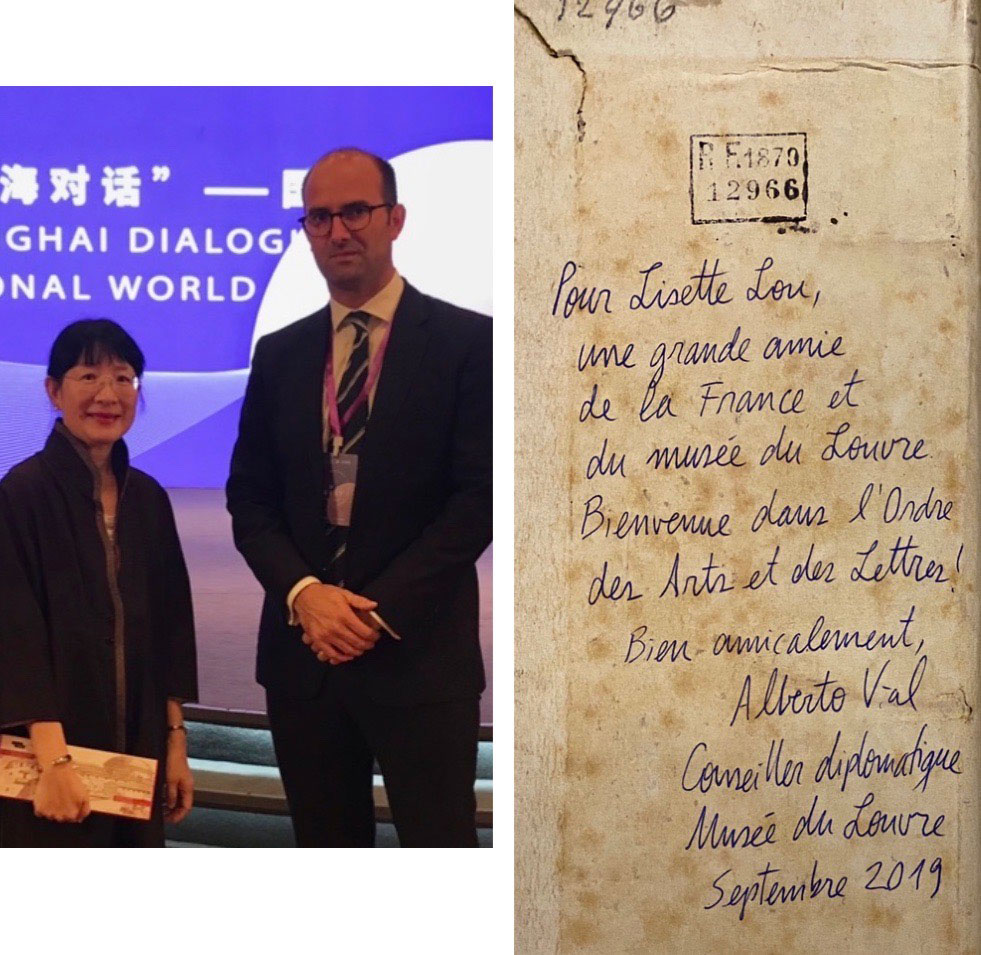 海对话”——
GHAI DIALOG
ONAL WORLD
12966
R.F.1870
12966
Pour Lisette Lou,
une grande amie
de la France et
du musée du Louvre.
Bienvenue dans l'Ordre
des Arts et des Lettres!
Bien amicalement,
Alberto Vial
Conseiller diplomatique
Musée du Louvre
Septembre 2019